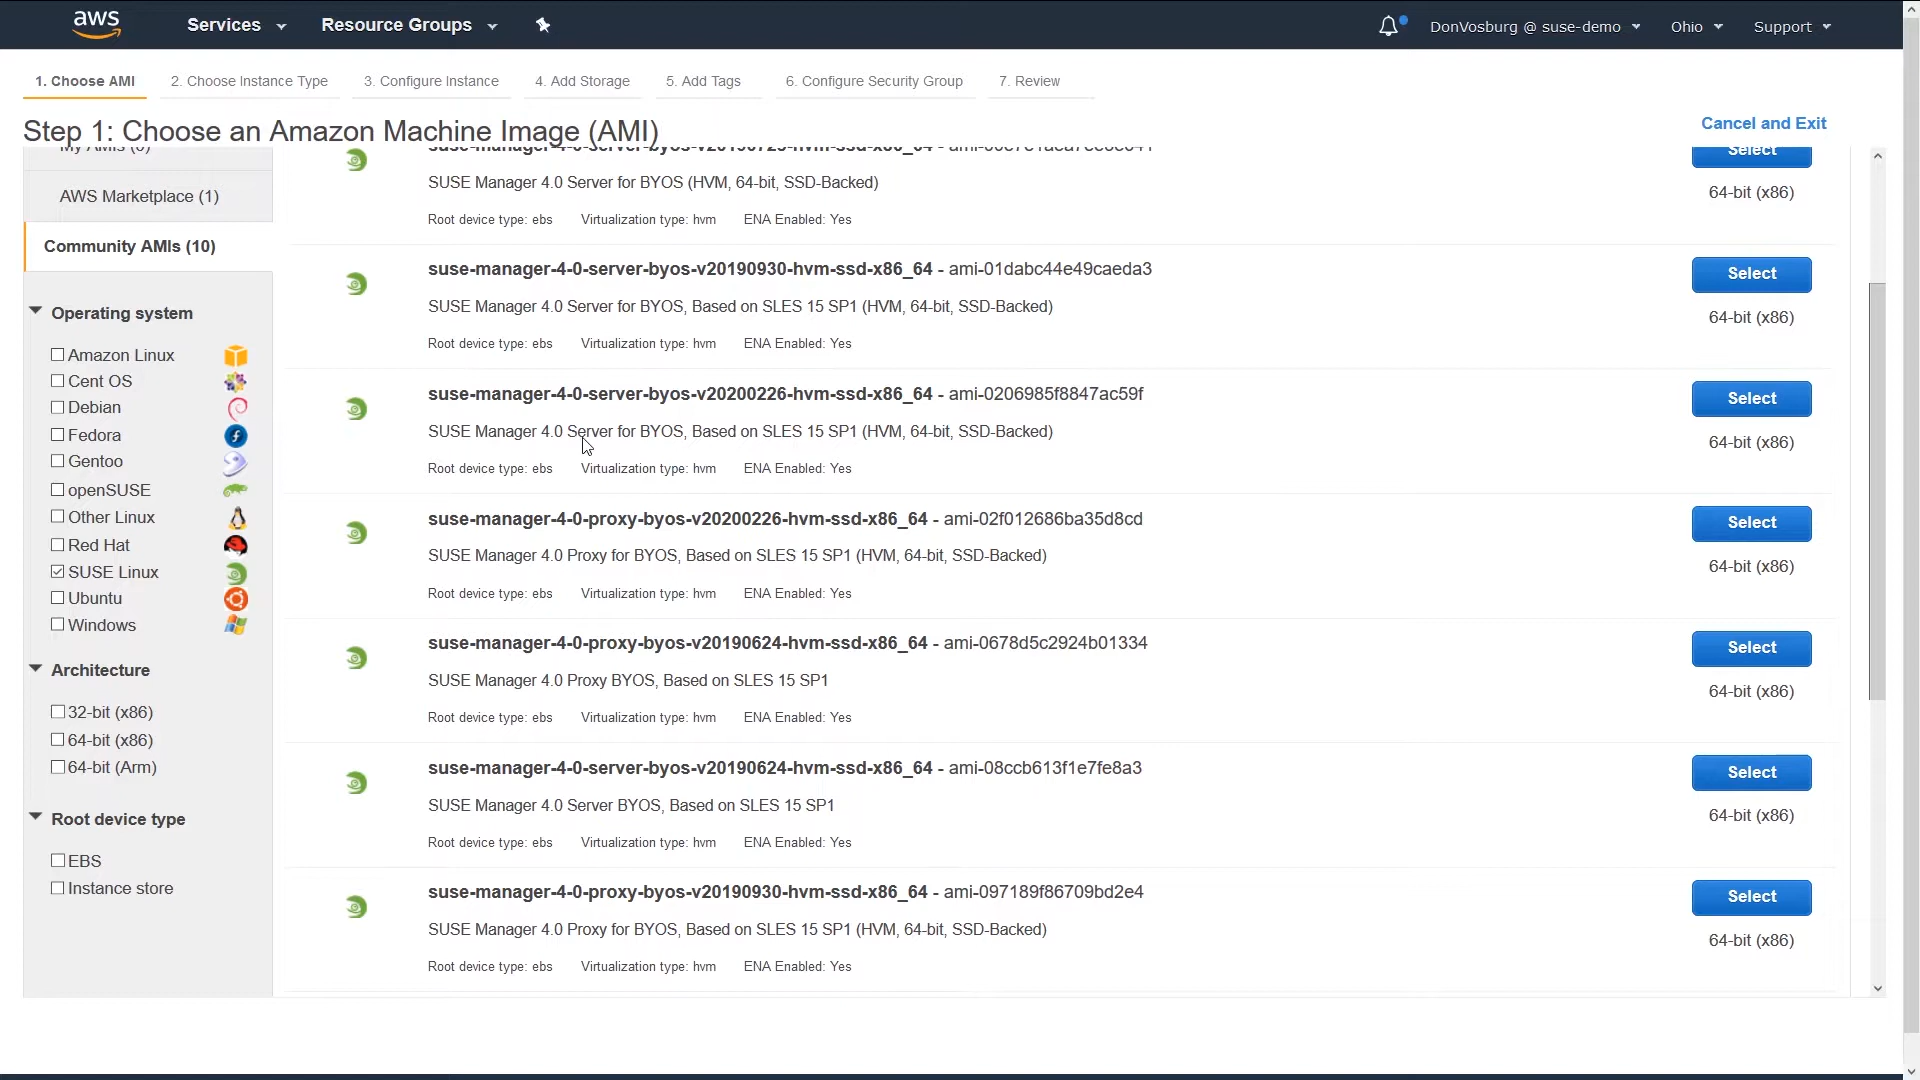 aws Services Resource Groups DonVosburg @ suse-demo Ohio Support
1. Choose AMI 2. Choose Instance Type 3. Configure Instance 4. Add Storage 5. Add Tags 6. Configure Security Group 7. Review
Step 1: Choose an Amazon Machine Image (AMI) Cancel and Exit
AWS Marketplace (1)
Community AMIs (10)
Operating system
Amazon Linux
Cent OS
Debian
Fedora
Gentoo
openSUSE
Other Linux
Red Hat
SUSE Linux
Ubuntu
Windows
Architecture
32-bit (x86)
64-bit (x86)
64-bit (Arm)
Root device type
EBS
Instance store
Select
SUSE Manager 4.0 Server for BYOS (HVM, 64-bit, SSD-Backed)
64-bit (x86)
Root device type: ebs Virtualization type: hvm ENA Enabled: Yes
suse-manager-4-0-server-byos-v20190930-hvm-ssd-x86_64 - ami-01dabc44e49caeda3
Select
SUSE Manager 4.0 Server for BYOS, Based on SLES 15 SP1 (HVM, 64-bit, SSD-Backed)
64-bit (x86)
Root device type: ebs Virtualization type: hvm ENA Enabled: Yes
suse-manager-4-0-server-byos-v20200226-hvm-ssd-x86_64 - ami-0206985f8847ac59f
Select
SUSE Manager 4.0 Server for BYOS, Based on SLES 15 SP1 (HVM, 64-bit, SSD-Backed)
64-bit (x86)
Root device type: ebs Virtualization type: hvm ENA Enabled: Yes
suse-manager-4-0-proxy-byos-v20200226-hvm-ssd-x86_64 - ami-02f012686ba35d8cd
Select
SUSE Manager 4.0 Proxy for BYOS, Based on SLES 15 SP1 (HVM, 64-bit, SSD-Backed)
64-bit (x86)
Root device type: ebs Virtualization type: hvm ENA Enabled: Yes
suse-manager-4-0-proxy-byos-v20190624-hvm-ssd-x86_64 - ami-0678d5c2924b01334
Select
SUSE Manager 4.0 Proxy BYOS, Based on SLES 15 SP1
64-bit (x86)
Root device type: ebs Virtualization type: hvm ENA Enabled: Yes
suse-manager-4-0-server-byos-v20190624-hvm-ssd-x86_64 - ami-08ccb613f1e7fe8a3
Select
SUSE Manager 4.0 Server BYOS, Based on SLES 15 SP1
64-bit (x86)
Root device type: ebs Virtualization type: hvm ENA Enabled: Yes
suse-manager-4-0-proxy-byos-v20190930-hvm-ssd-x86_64 - ami-097189f86709bd2e4
Select
SUSE Manager 4.0 Proxy for BYOS, Based on SLES 15 SP1 (HVM, 64-bit, SSD-Backed)
64-bit (x86)
Root device type: ebs Virtualization type: hvm ENA Enabled: Yes